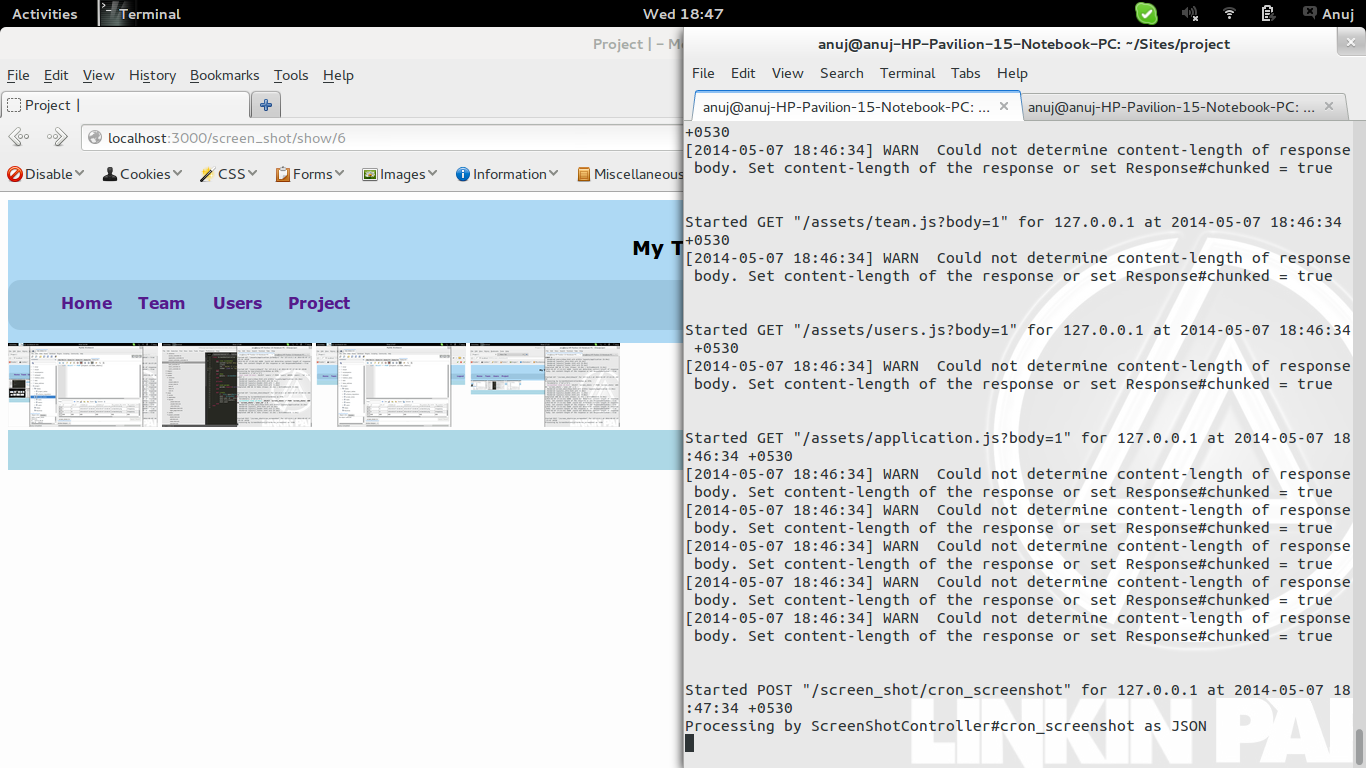 Activities
Terminal
Wed 18:47
Anuj
Project | - M
File Edit View History Bookmarks Tools Help
Project |
localhost:3000/screen_shot/show/6
Disable Cookies CSS Forms Images Information Miscellaneous
My T
Home Team Users Project
anuj@anuj-HP-Pavilion-15-Notebook-PC: ~/Sites/project
File Edit View Search Terminal Tabs Help
anuj@anuj-HP-Pavilion-15-Notebook-PC: ...
anuj@anuj-HP-Pavilion-15-Notebook-PC: ...
+0530
[2014-05-07 18:46:34] WARN  Could not determine content-length of response
 body. Set content-length of the response or set Response#chunked = true
Started GET "/assets/team.js?body=1" for 127.0.0.1 at 2014-05-07 18:46:34
+0530
[2014-05-07 18:46:34] WARN  Could not determine content-length of response
 body. Set content-length of the response or set Response#chunked = true
Started GET "/assets/users.js?body=1" for 127.0.0.1 at 2014-05-07 18:46:34
 +0530
[2014-05-07 18:46:34] WARN  Could not determine content-length of response
 body. Set content-length of the response or set Response#chunked = true
Started GET "/assets/application.js?body=1" for 127.0.0.1 at 2014-05-07 18
:46:34 +0530
[2014-05-07 18:46:34] WARN  Could not determine content-length of response
 body. Set content-length of the response or set Response#chunked = true
[2014-05-07 18:46:34] WARN  Could not determine content-length of response
 body. Set content-length of the response or set Response#chunked = true
[2014-05-07 18:46:34] WARN  Could not determine content-length of response
 body. Set content-length of the response or set Response#chunked = true
[2014-05-07 18:46:34] WARN  Could not determine content-length of response
 body. Set content-length of the response or set Response#chunked = true
[2014-05-07 18:46:34] WARN  Could not determine content-length of response
 body. Set content-length of the response or set Response#chunked = true
Started POST "/screen_shot/cron_screenshot" for 127.0.0.1 at 2014-05-07 18
:47:34 +0530
Processing by ScreenShotController#cron_screenshot as JSON
LINKIN PA